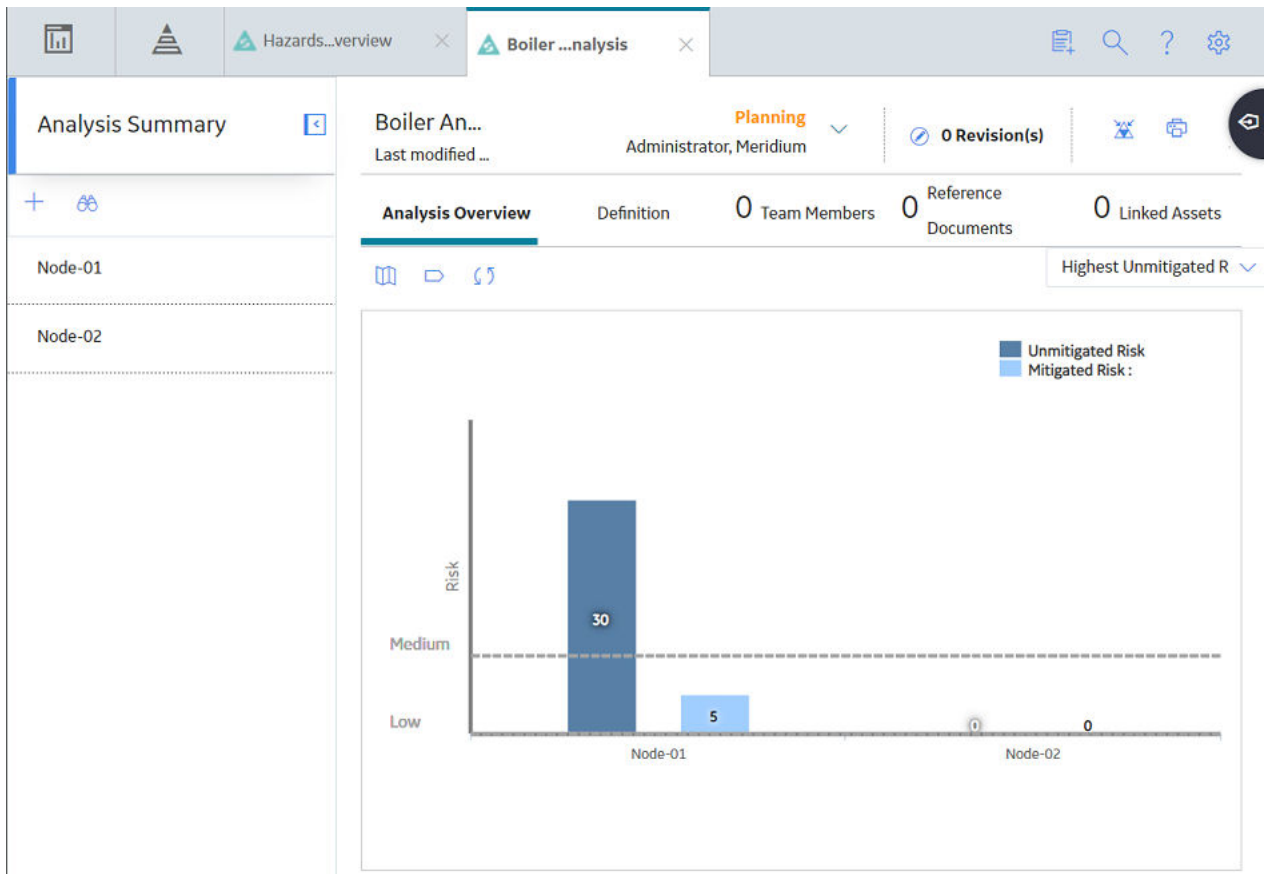 Hazards...verview
Boiler ...nalysis
Analysis Summary
Node-01
Node-02
Boiler An...
Last modified ...
Planning
Administrator, Meridium
0 Revision(s)
Analysis Overview
Definition
0 Team Members
0 Reference
Documents
0 Linked Assets
Highest Unmitigated R
Unmitigated Risk
Mitigated Risk :
Risk
Medium
Low
30
5
0
0
Node-01
Node-02